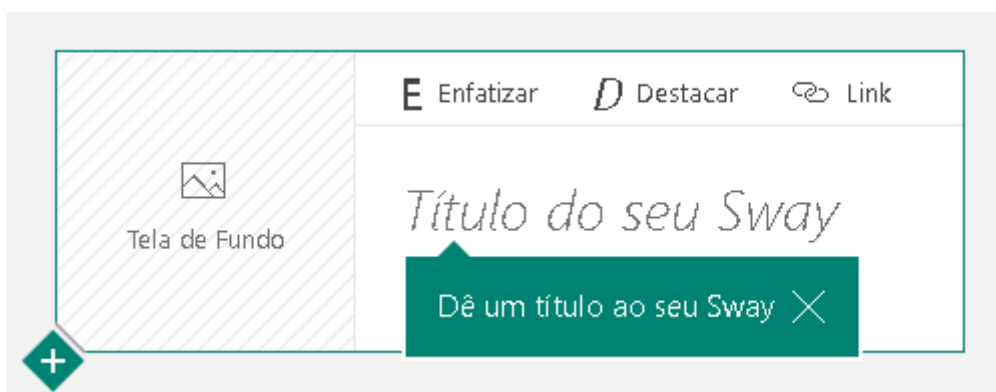 E Enfatizar D Destacar Link
Título do seu Sway
Tela de Fundo
Dê um título ao seu Sway